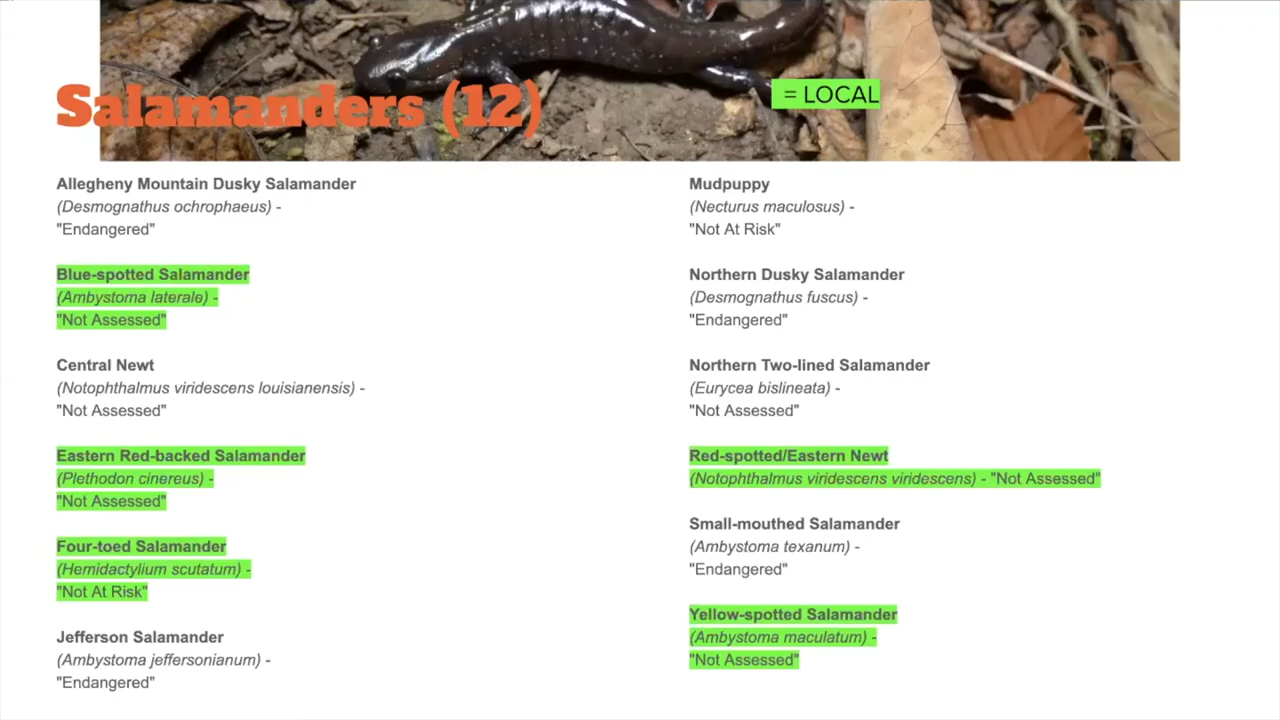 Salamanders (12)
= LOCAL
Allegheny Mountain Dusky Salamander
(Desmognathus ochrophaeus) -
"Endangered"
Blue-spotted Salamander
(Ambystoma laterale) -
"Not Assessed"
Central Newt
(Notophthalmus viridescens louisianensis) -
"Not Assessed"
Eastern Red-backed Salamander
(Plethodon cinereus) -
"Not Assessed"
Four-toed Salamander
(Hemidactylium scutatum) -
"Not At Risk"
Jefferson Salamander
(Ambystoma jeffersonianum) -
"Endangered"
Mudpuppy
(Necturus maculosus) -
"Not At Risk"
Northern Dusky Salamander
(Desmognathus fuscus) -
"Endangered"
Northern Two-lined Salamander
(Eurycea bislineata) -
"Not Assessed"
Red-spotted/Eastern Newt
(Notophthalmus viridescens viridescens) - "Not Assessed"
Small-mouthed Salamander
(Ambystoma texanum) -
"Endangered"
Yellow-spotted Salamander
(Ambystoma maculatum) -
"Not Assessed"